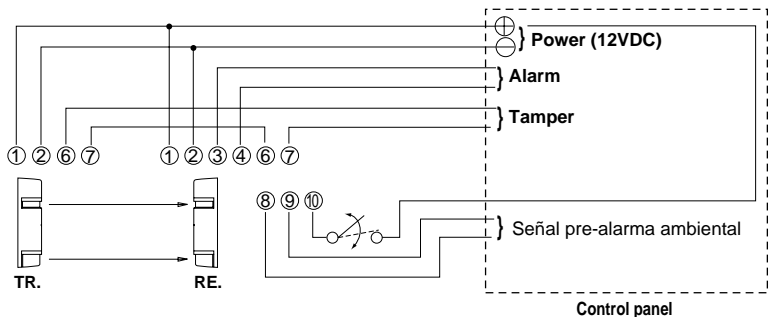 ⊕
⊖
} Power (12VDC)
} Alarm
} Tamper
① ② ⑥ ⑦ ① ② ③ ④ ⑥ ⑦
⑧ ⑨ ⑩
} Señal pre-alarma ambiental
TR. RE.
Control panel